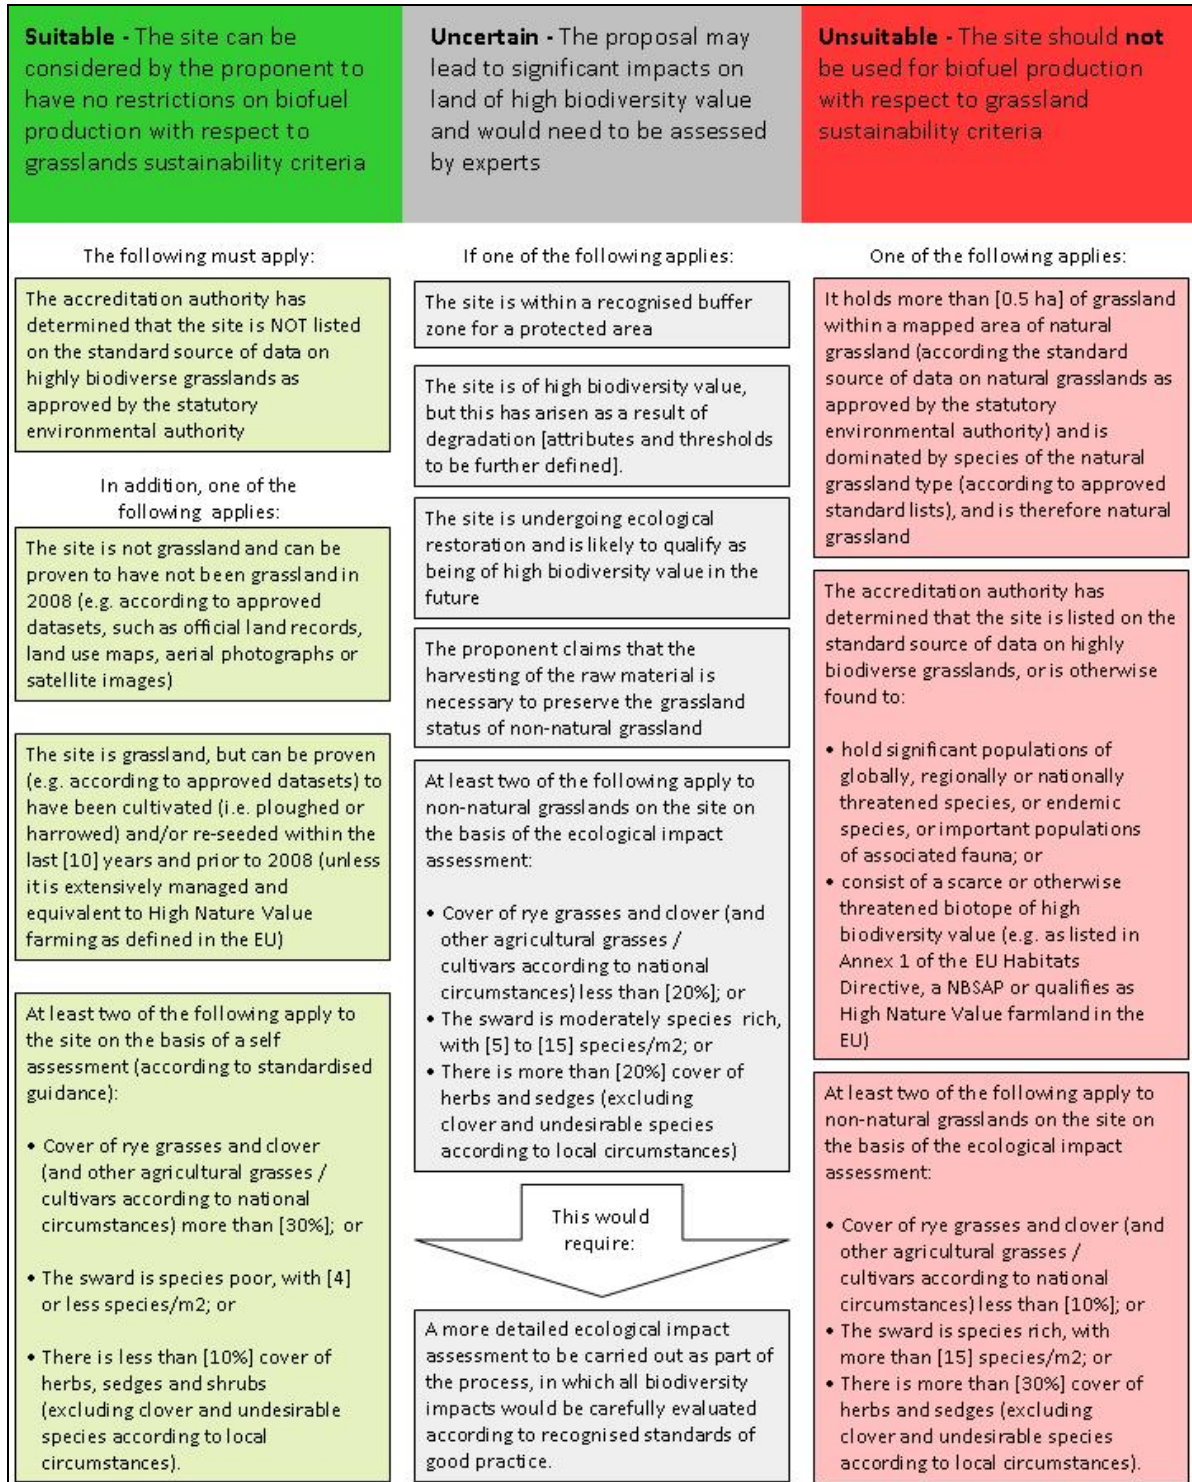 Suitable - The site can be
considered by the proponent to
have no restrictions on biofuel
production with respect to
grasslands sustainability criteria
The following must apply:
The accreditation authority has
determined that the site is NOT listed
on the standard source of data on
highly biodiverse grasslands as
approved by the statutory
environmental authority
In addition, one of the
following applies:
The site is not grassland and can be
proven to have not been grassland in
2008 (e.g. according to approved
datasets, such as official land records,
land use maps, aerial photographs or
satellite images)
The site is grassland, but can be proven
(e.g. according to approved datasets) to
have been cultivated (i.e. ploughed or
harrowed) and/or re-seeded within the
last [10] years and prior to 2008 (unless
it is extensively managed and
equivalent to High Nature Value
farming as defined in the EU)
At least two of the following apply to
the site on the basis of a self
assessment (according to standardised
guidance):
• Cover of rye grasses and clover
(and other agricultural grasses /
cultivars according to national
circumstances) more than [30%]; or
• The sward is species poor, with [4]
or less species/m2; or
• There is less than [10%] cover of
herbs, sedges and shrubs
(excluding clover and undesirable
species according to local
circumstances).
Uncertain - The proposal may
lead to significant impacts on
land of high biodiversity value
and would need to be assessed
by experts
If one of the following applies:
The site is within a recognised buffer
zone for a protected area
The site is of high biodiversity value,
but this has arisen as a result of
degradation [attributes and thresholds
to be further defined].
The site is undergoing ecological
restoration and is likely to qualify as
being of high biodiversity value in the
future
The proponent claims that the
harvesting of the raw material is
necessary to preserve the grassland
status of non-natural grassland
At least two of the following apply to
non-natural grasslands on the site on
the basis of the ecological impact
assessment:
• Cover of rye grasses and clover (and
other agricultural grasses /
cultivars according to national
circumstances) less than [20%]; or
• The sward is moderately species rich,
with [5] to [15] species/m2; or
• There is more than [20%] cover of
herbs and sedges (excluding
clover and undesirable species
according to local circumstances)
This would
require:
A more detailed ecological impact
assessment to be carried out as part of
the process, in which all biodiversity
impacts would be carefully evaluated
according to recognised standards of
good practice.
Unsuitable - The site should not
be used for biofuel production
with respect to grassland
sustainability criteria
One of the following applies:
It holds more than [0.5 ha] of grassland
within a mapped area of natural
grassland (according the standard
source of data on natural grasslands as
approved by the statutory
environmental authority) and is
dominated by species of the natural
grassland type (according to approved
standard lists), and is therefore natural
grassland
The accreditation authority has
determined that the site is listed on the
standard source of data on highly
biodiverse grasslands, or is otherwise
found to:
• hold significant populations of
globally, regionally or nationally
threatened species, or endemic
species, or important populations
of associated fauna; or
• consist of a scarce or otherwise
threatened biotope of high
biodiversity value (e.g. as listed in
Annex 1 of the EU Habitats
Directive, a NBSAP or qualifies as
High Nature Value farmland in the
EU)
At least two of the following apply to
non-natural grasslands on the site on
the basis of the ecological impact
assessment:
• Cover of rye grasses and clover (and
other agricultural grasses /
cultivars according to national
circumstances) less than [10%]; or
• The sward is species rich, with
more than [15] species/m2; or
• There is more than [30%] cover of
herbs and sedges (excluding
clover and undesirable species
according to local circumstances).